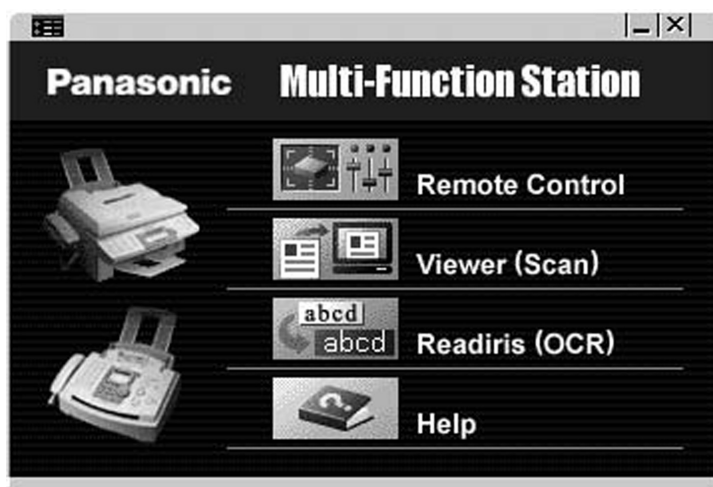 Panasonic Multi-Function Station
Remote Control
Viewer (Scan)
abcd
abcd
Readiris (OCR)
?
Help